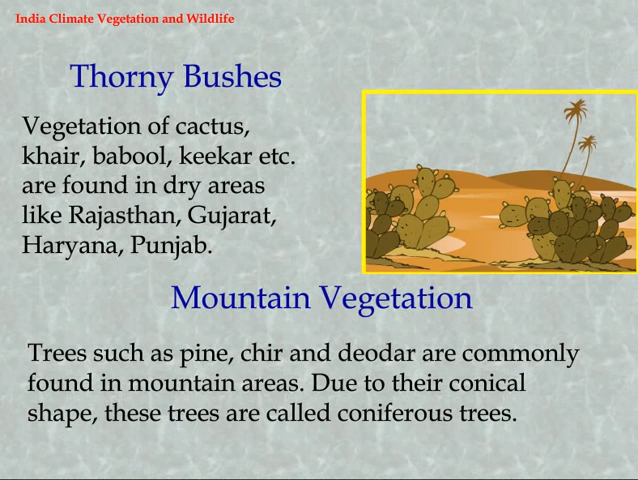 India Climate Vegetation and Wildlife
Thorny Bushes
Vegetation of cactus,
khair, babool, keekar etc.
are found in dry areas
like Rajasthan, Gujarat,
Haryana, Punjab.
Mountain Vegetation
Trees such as pine, chir and deodar are commonly
found in mountain areas. Due to their conical
shape, these trees are called coniferous trees.